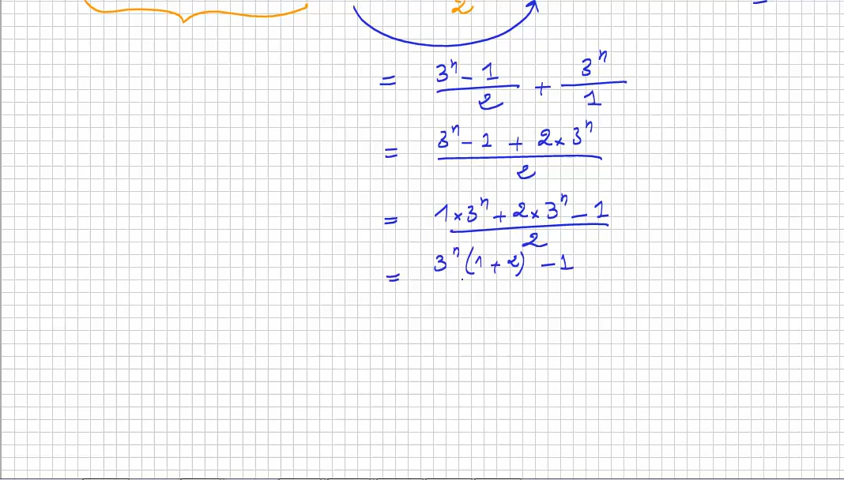 2
= 3ⁿ - 1 / 2 + 3ⁿ / 1
= 3ⁿ - 1 + 2 × 3ⁿ / 2
= 1 × 3ⁿ + 2 × 3ⁿ - 1 / 2
= 3ⁿ (1 + 2) - 1